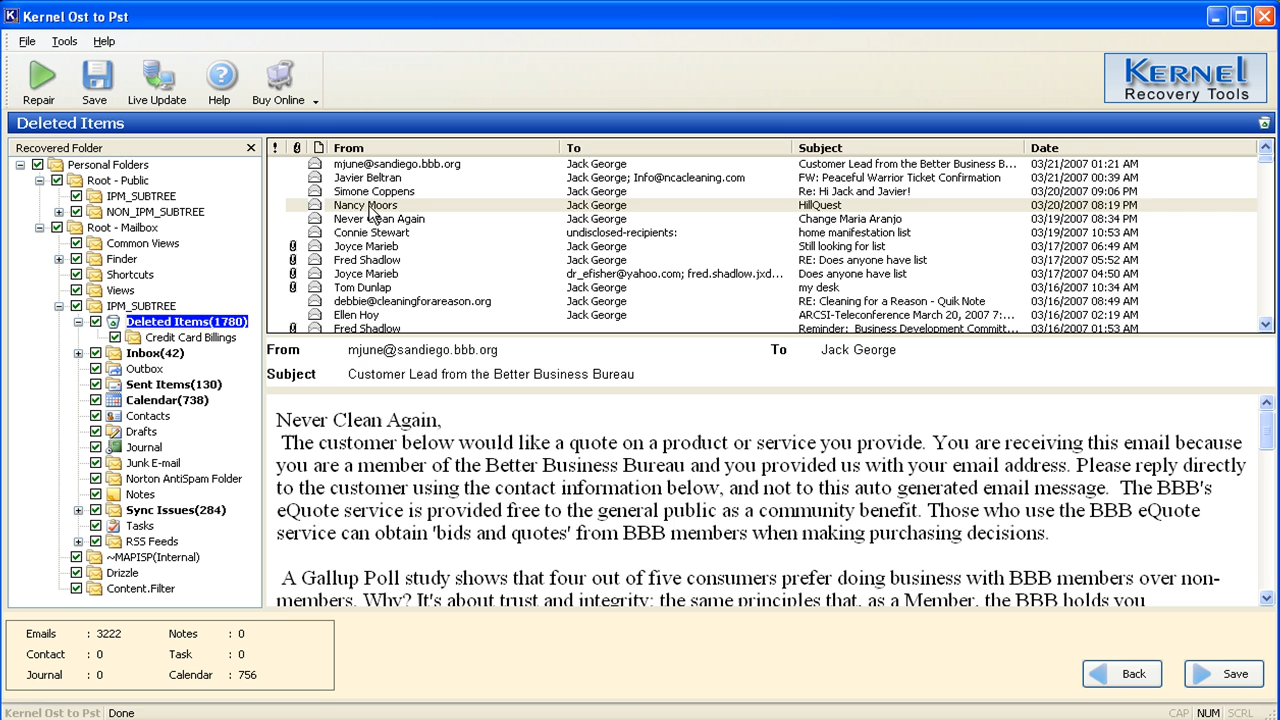 Kernel Ost to Pst
File Tools Help
Repair Save Live Update Help Buy Online
KERNEL
Recovery Tools
Deleted Items
Recovered Folder
Personal Folders
Root - Public
IPM_SUBTREE
NON_IPM_SUBTREE
Root - Mailbox
Common Views
Finder
Shortcuts
Views
IPM_SUBTREE
Deleted Items(1780)
Credit Card Billings
Inbox(42)
Outbox
Sent Items(130)
Calendar(738)
Contacts
Drafts
Journal
Junk E-mail
Norton AntiSpam Folder
Notes
Sync Issues(284)
Tasks
RSS Feeds
~MAPISP(Internal)
Drizzle
Content.Filter
From To Subject Date
mjune@sandiego.bbb.org Jack George Customer Lead from the Better Business B... 03/21/2007 01:21 AM
Javier Beltran Jack George; Info@ncacleaning.com FW: Peaceful Warrior Ticket Confirmation 03/21/2007 00:39 AM
Simone Coppens Jack George Re: Hi Jack and Javier! 03/20/2007 09:06 PM
Nancy Moors Jack George HillQuest 03/20/2007 08:19 PM
Never Clean Again Jack George Change Maria Aranjo 03/19/2007 08:34 PM
Connie Stewart undisclosed-recipients: home manifestation list 03/19/2007 03:10 AM
Joyce Marieb Jack George Still looking for list 03/17/2007 06:49 AM
Fred Shadlow Jack George RE: Does anyone have list 03/17/2007 05:52 AM
Joyce Marieb dr_efisher@yahoo.com; fred.shadlow.jxd... Does anyone have list 03/17/2007 04:50 AM
Tom Dunlap Jack George my desk 03/16/2007 10:34 AM
debbie@cleaningforareason.org Jack George RE: Cleaning for a Reason - Quik Note 03/16/2007 08:49 AM
Ellen Hoy Jack George ARCSI-Teleconference March 20, 2007 7:... 03/16/2007 02:19 AM
Fred Shadlow Jack George Reminder: Business Development Committ... 03/16/2007 01:53 AM
From mjune@sandiego.bbb.org To Jack George
Subject Customer Lead from the Better Business Bureau
Never Clean Again,
The customer below would like a quote on a product or service you provide. You are receiving this email because
you are a member of the Better Business Bureau and you provided us with your email address. Please reply directly
to the customer using the contact information below, and not to this auto generated email message. The BBB's
eQuote service is provided free to the general public as a community benefit. Those who use the BBB eQuote
service can obtain 'bids and quotes' from BBB members when making purchasing decisions.
A Gallup Poll study shows that four out of five consumers prefer doing business with BBB members over non-
members. Why? It's about trust and integrity: the same principles that, as a Member, the BBB holds you
Emails : 3222 Notes : 0
Contact : 0 Task : 0
Journal : 0 Calendar : 756
Back Save
Kernel Ost to Pst Done CAP NUM SCRL